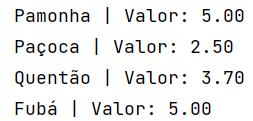 Pamonha | Valor: 5.00
Paçoca | Valor: 2.50
Quentão | Valor: 3.70
Fubá | Valor: 5.00